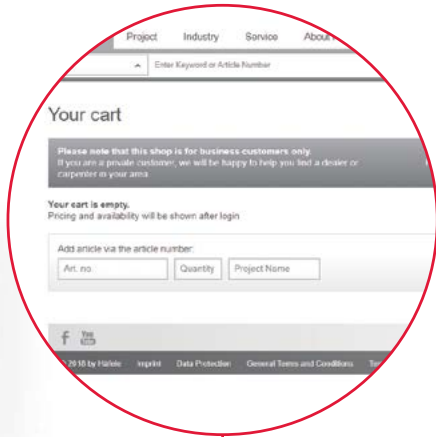 Project Industry Service About
Enter Keyword or Article Number
Your cart
Please note that this shop is for business customers only.
If you are a private customer, we will be happy to help you find a dealer or
carpenter in your area.
Your cart is empty.
Pricing and availability will be shown after login
Add article via the article number:
Art. no. Quantity Project Name
f You Tube
2018 by Häfele Imprint Data Protection General Terms and Conditions